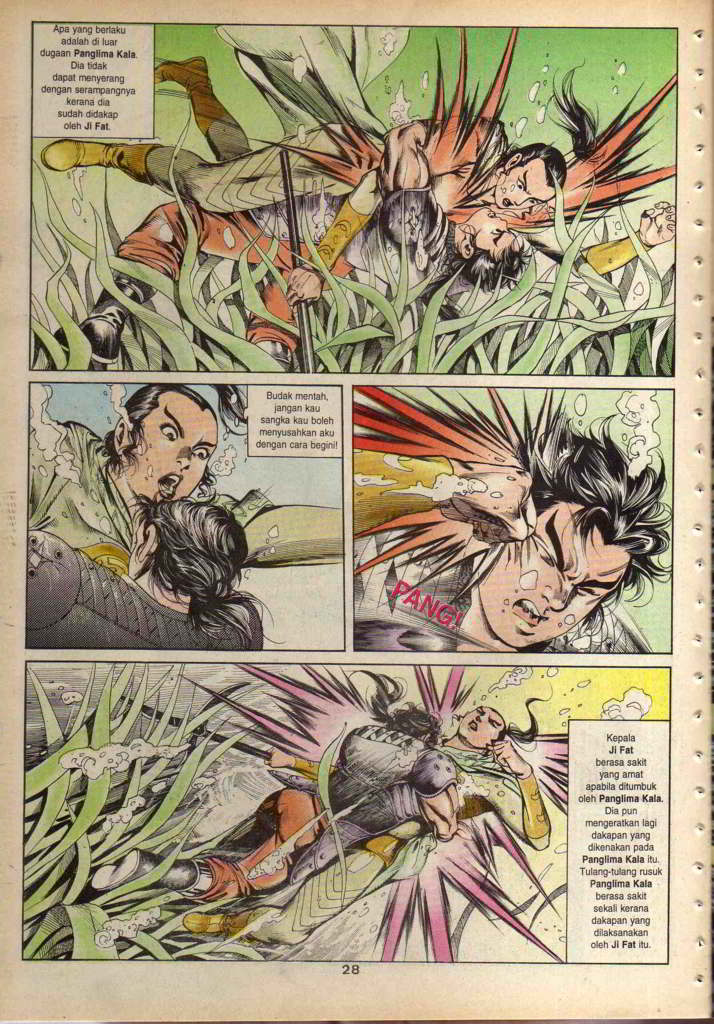 Apa yang berlaku
adalah di luar
dugaan Panglima Kala.
Dia tidak
dapat menyerang
dengan serampangnya
kerana dia
sudah didakap
oleh Ji Fat.
Budak mentah,
jangan kau
sangka kau boleh
menyusahkan aku
dengan cara begini!
PANG!
Kepala
Ji Fat
berasa sakit
yang amat
apabila ditumbuk
oleh Panglima Kala.
Dia pun
mengeratkan lagi
dakapan yang
dikenakan pada
Panglima Kala itu.
Tulang-tulang rusuk
Panglima Kala
berasa sakit
sekali kerana
dakapan yang
dilaksanakan
oleh Ji Fat itu.
28